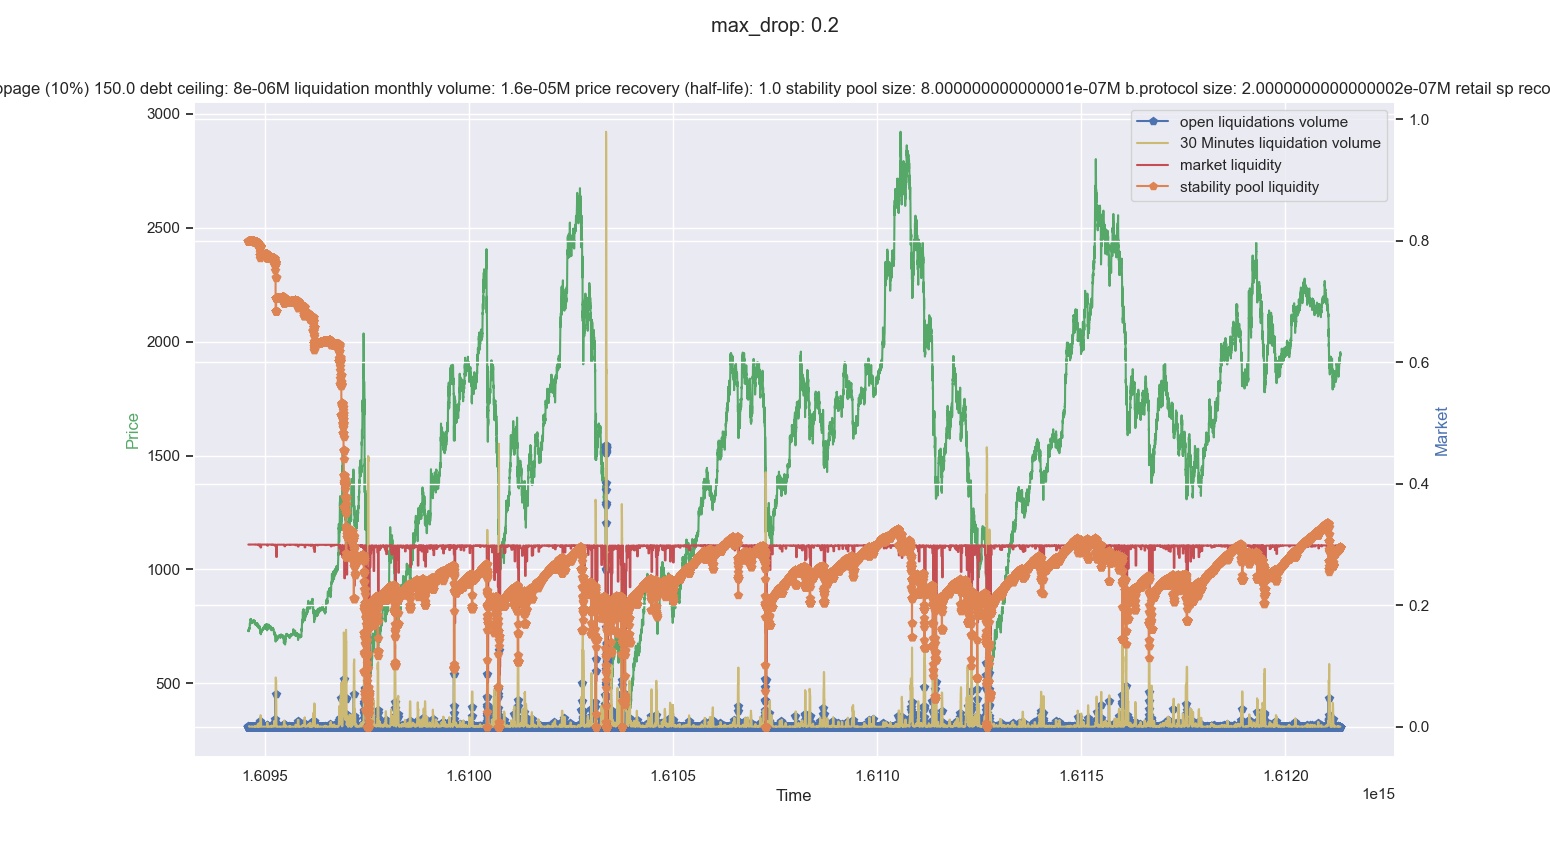 max_drop: 0.2
(10%) 150.0 debt ceiling: 8e-06M liquidation monthly volume: 1.6e-05M price recovery (half-life): 1.0 stability pool size: 8.000000000000001e-07M b.protocol size: 2.0000000000000002e-07M retail sp
3000
2500
2000
1500
1000
500
Price
1.0
0.8
0.6
0.4
0.2
0.0
Market
open liquidations volume
30 Minutes liquidation volume
market liquidity
stability pool liquidity
1.6095
1.6100
1.6105
1.6110
1.6115
1.6120
Time
1e15